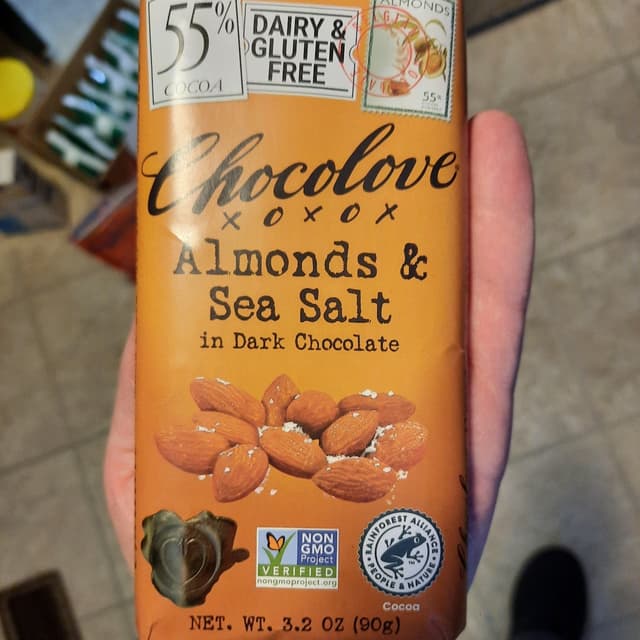 55%
COCOA
DAIRY &
GLUTEN
FREE
ALMONDS
55%
Chocolove
XOXOX
Almonds &
Sea Salt
in Dark Chocolate
NON
GMO
Project
VERIFIED
nongmoproject.org
RAINFOREST ALLIANCE
PEOPLE & NATURE
Cocoa
NET. WT. 3.2 OZ (90g)